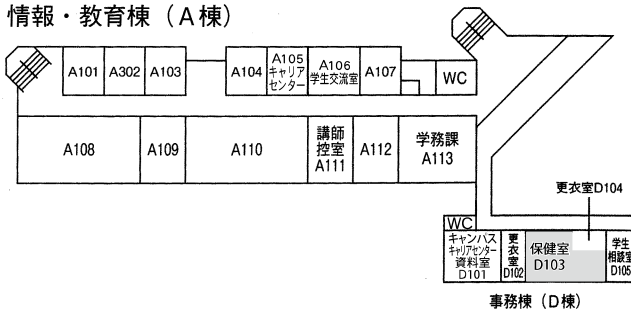 情報・教育棟（A棟）
A101
A302
A103
A104
A105
キャリア
センター
A106
学生交流室
A107
WC
A108
A109
A110
講師
控室
A111
A112
学務課
A113
更衣室D104
WC
キャンパス
キャリアセンター
資料室
D101
更
衣
室
D102
保健室
D103
学生
相談室
D105
事務棟（D棟）